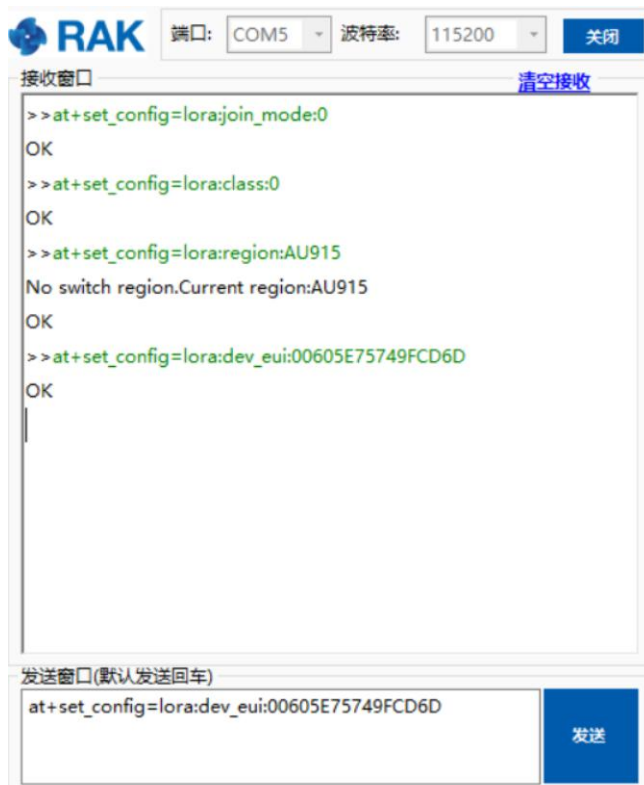 RAK 端口: COM5 波特率: 115200 关闭
接收窗口 清空接收
>>at+set_config=lora:join_mode:0
OK
>>at+set_config=lora:class:0
OK
>>at+set_config=lora:region:AU915
No switch region.Current region:AU915
OK
>>at+set_config=lora:dev_eui:00605E75749FCD6D
OK
发送窗口(默认发送回车)
at+set_config=lora:dev_eui:00605E75749FCD6D
发送